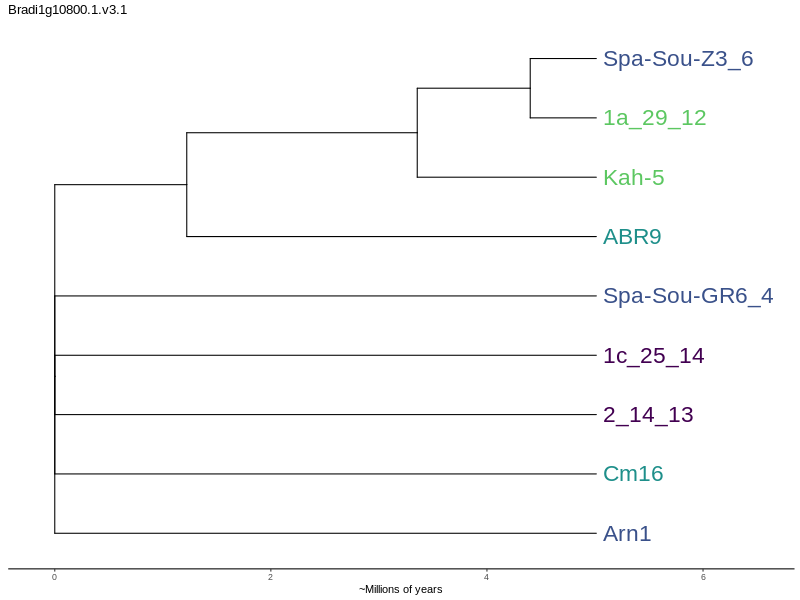 Bradi1g10800.1.v3.1
Spa-Sou-Z3_6
1a_29_12
Kah-5
ABR9
Spa-Sou-GR6_4
1c_25_14
2_14_13
Cm16
Arn1
0 2 4 6
~Millions of years